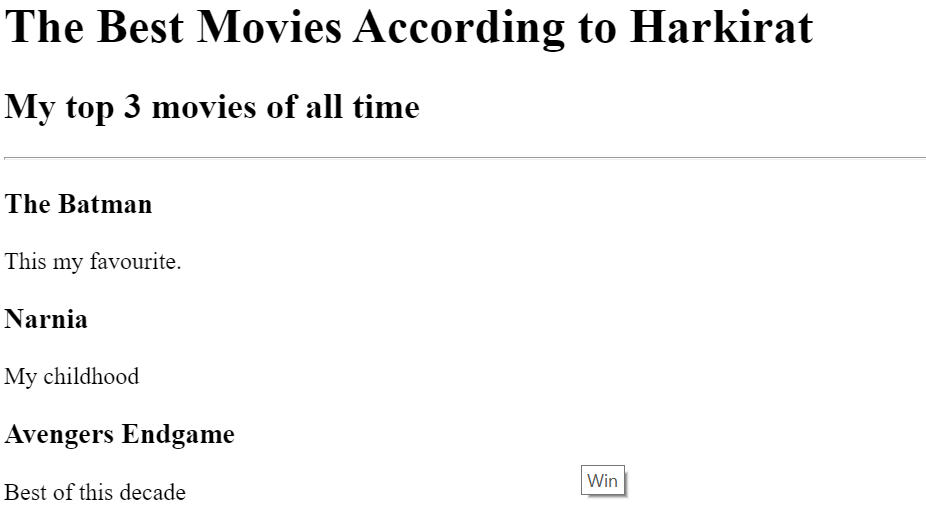 The Best Movies According to Harkirat
My top 3 movies of all time
The Batman
This my favourite.
Narnia
My childhood
Avengers Endgame
Best of this decade
Win